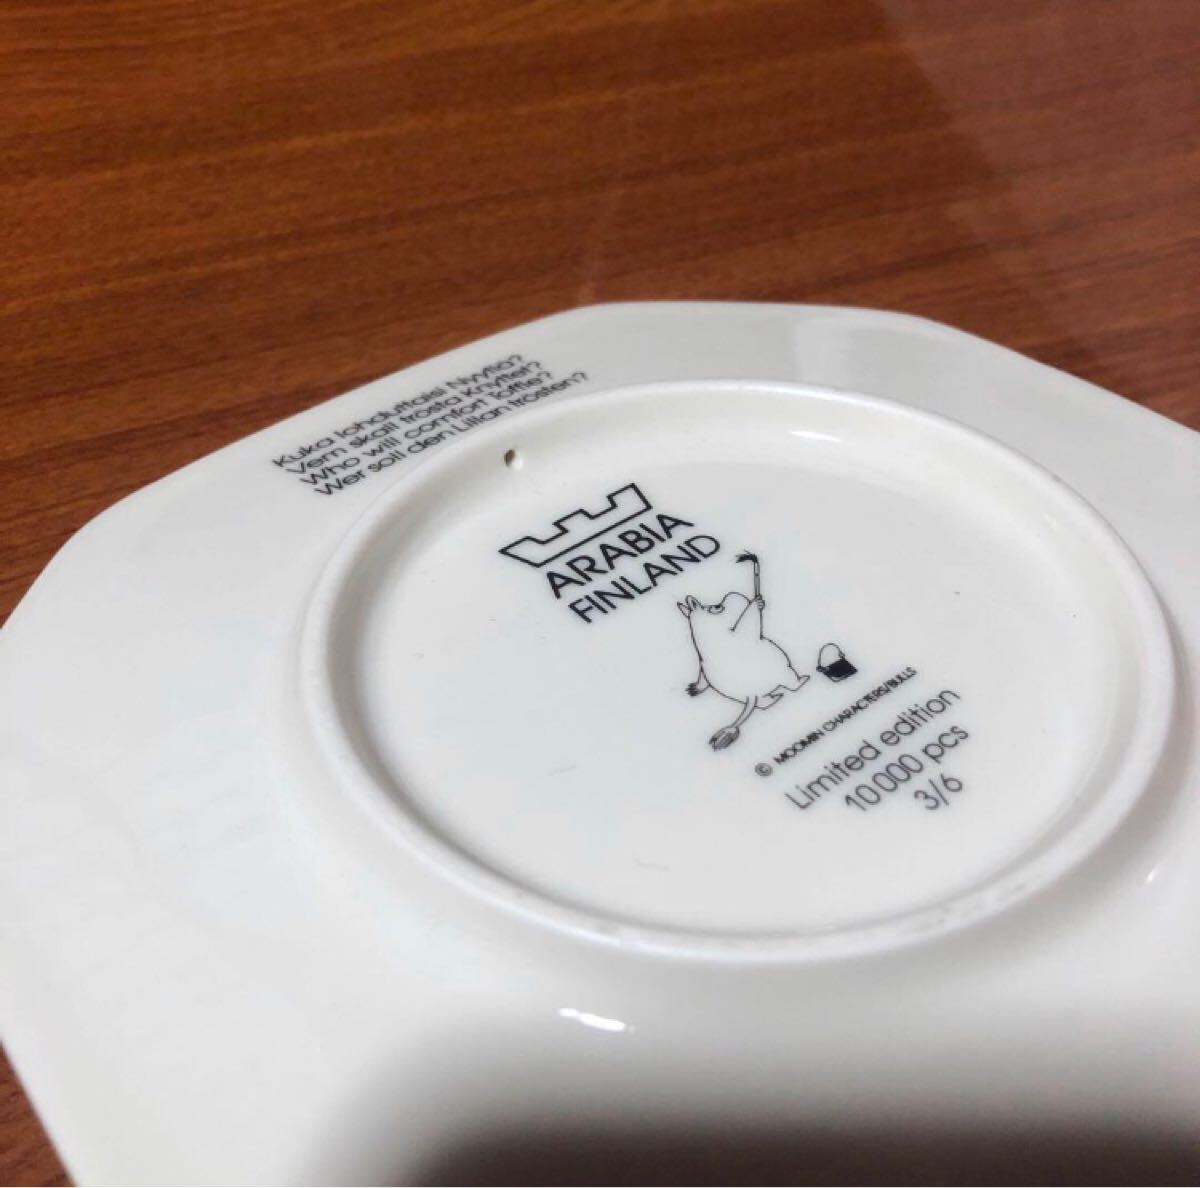 Kuka lohduttaisi Nyytiä?
Vem skall trösta Knyttet?
Who will comfort Toffle?
Wer soll den Lillan trösten?
ARABIA
FINLAND
© MOOMIN CHARACTERS/BULLS
Limited edition
10 000 pcs
3/6